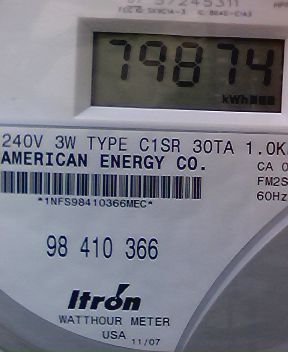 79874
kWh
240V 3W TYPE C1SR 30TA 1.0K
AMERICAN ENERGY CO.
CA 0
FM2S
60Hz
*1NFS98410366MEC*
98 410 366
Itron
WATTHOUR METER
USA 11/07